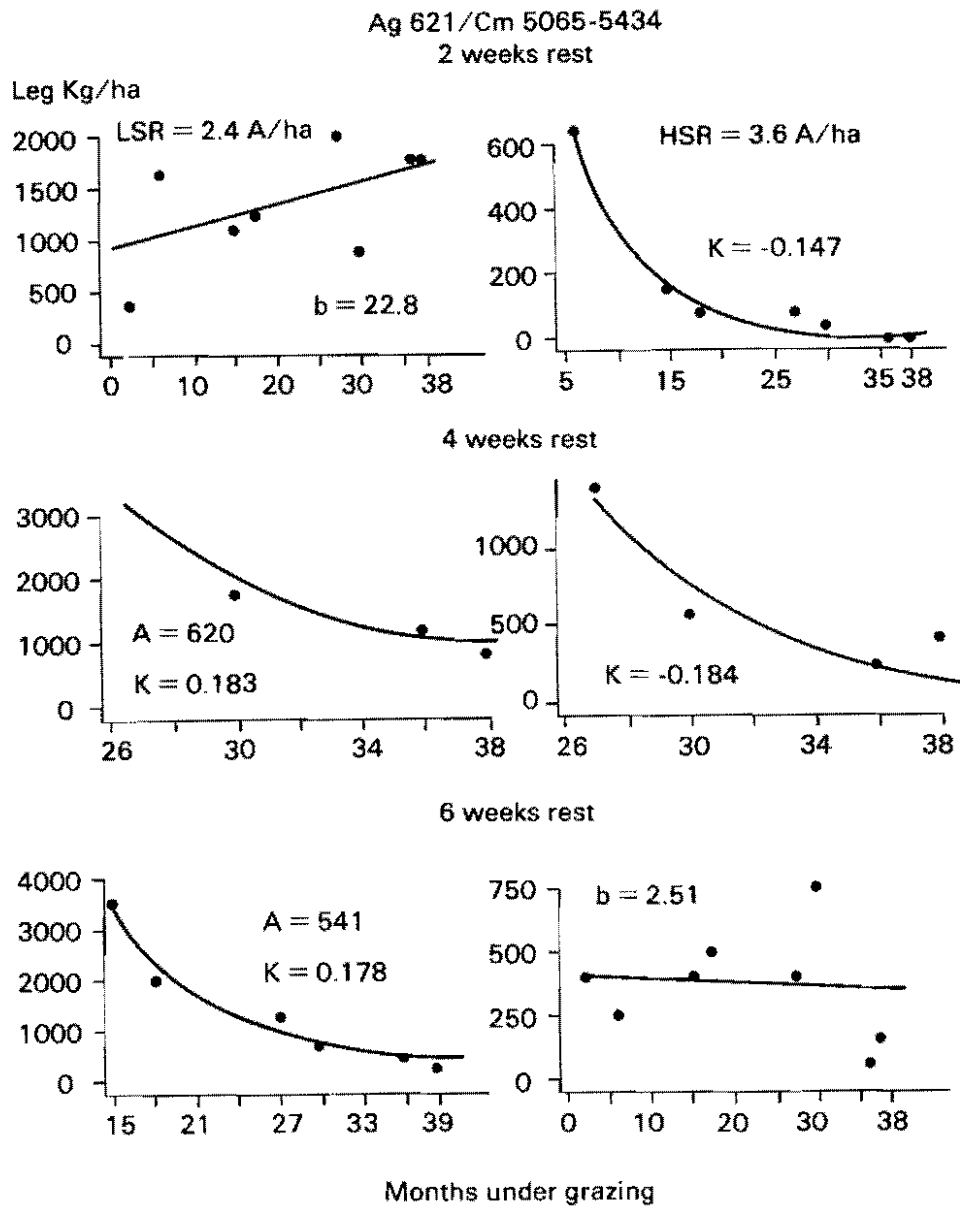 Ag 621/Cm 5065-5434
2 weeks rest
Leg Kg/ha
LSR = 2.4 A/ha
2000
1500
1000
500
0
b = 22.8
0 10 20 30 38
HSR = 3.6 A/ha
600
400
200
0
K = -0.147
5 15 25 35 38
4 weeks rest
3000
2000
1000
0
A = 620
K = 0.183
26 30 34 38
1000
500
0
K = -0.184
26 30 34 38
6 weeks rest
4000
3000
2000
1000
0
A = 541
K = 0.178
15 21 27 33 39
750
500
250
0
b = 2.51
0 10 20 30 38
Months under grazing